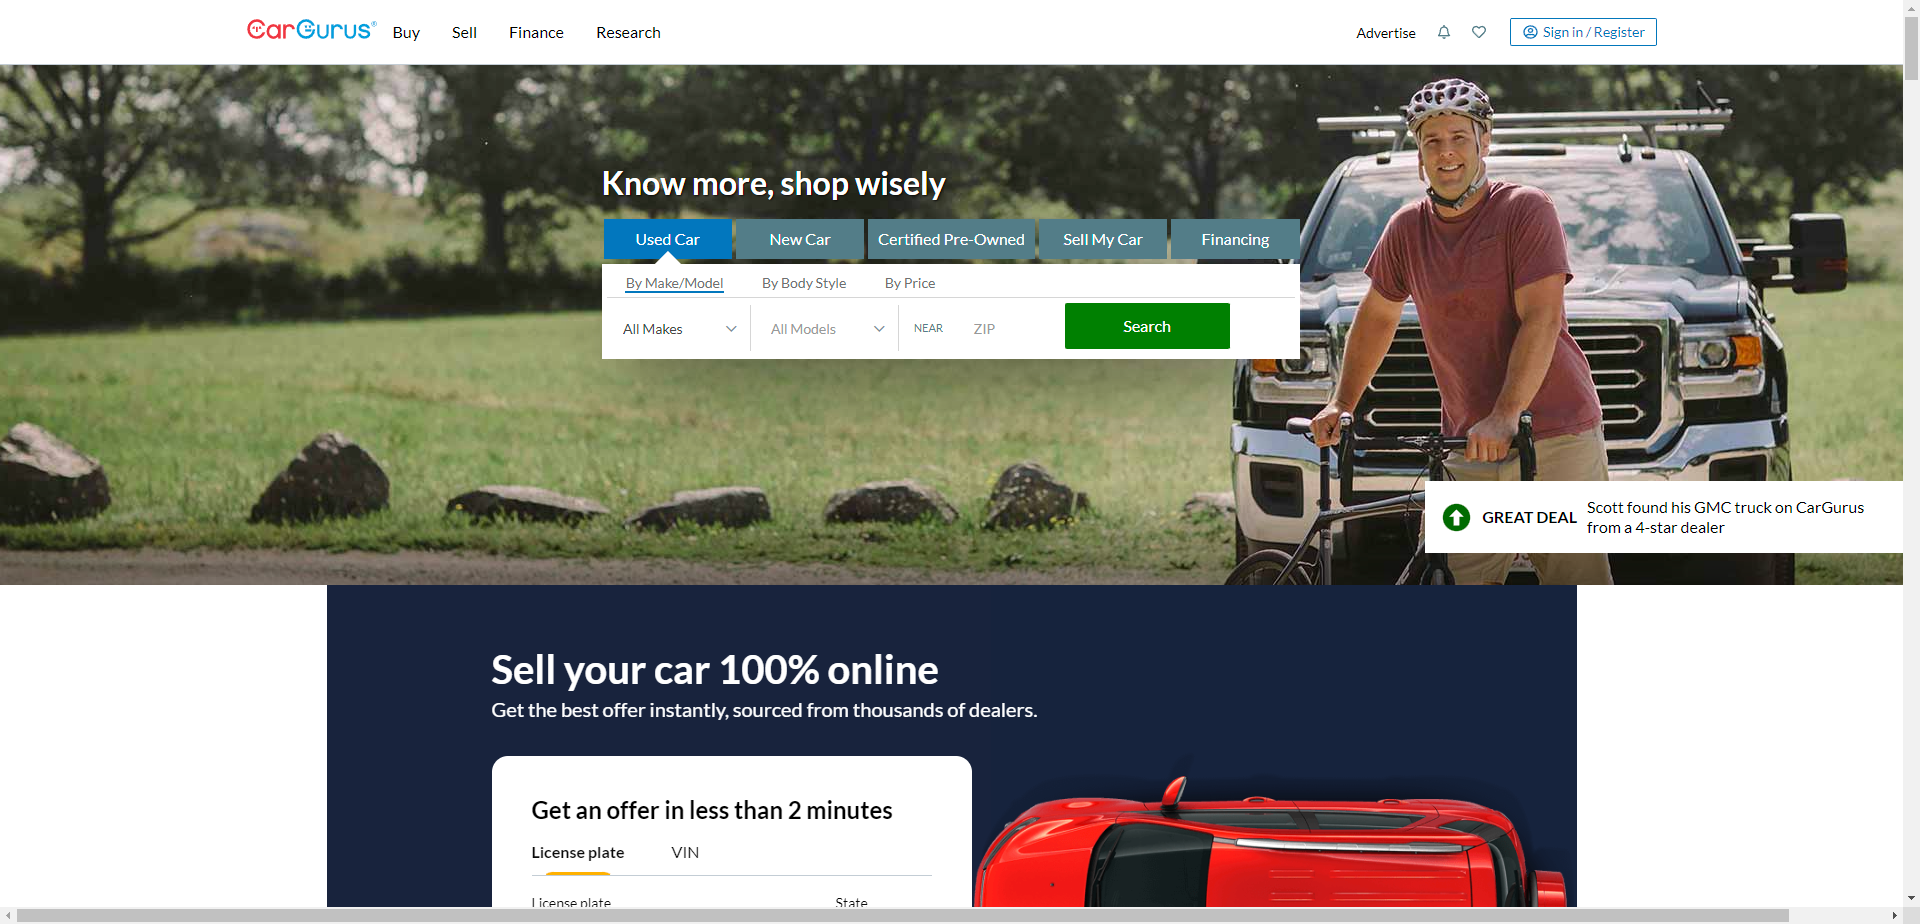 CarGurus®
Buy
Sell
Finance
Research
Advertise
Sign in / Register
Know more, shop wisely
Used Car
New Car
Certified Pre-Owned
Sell My Car
Financing
By Make/Model
By Body Style
By Price
All Makes
All Models
NEAR
ZIP
Search
GREAT DEAL
Scott found his GMC truck on CarGurus
from a 4-star dealer
Sell your car 100% online
Get the best offer instantly, sourced from thousands of dealers.
Get an offer in less than 2 minutes
License plate
VIN
License plate
State